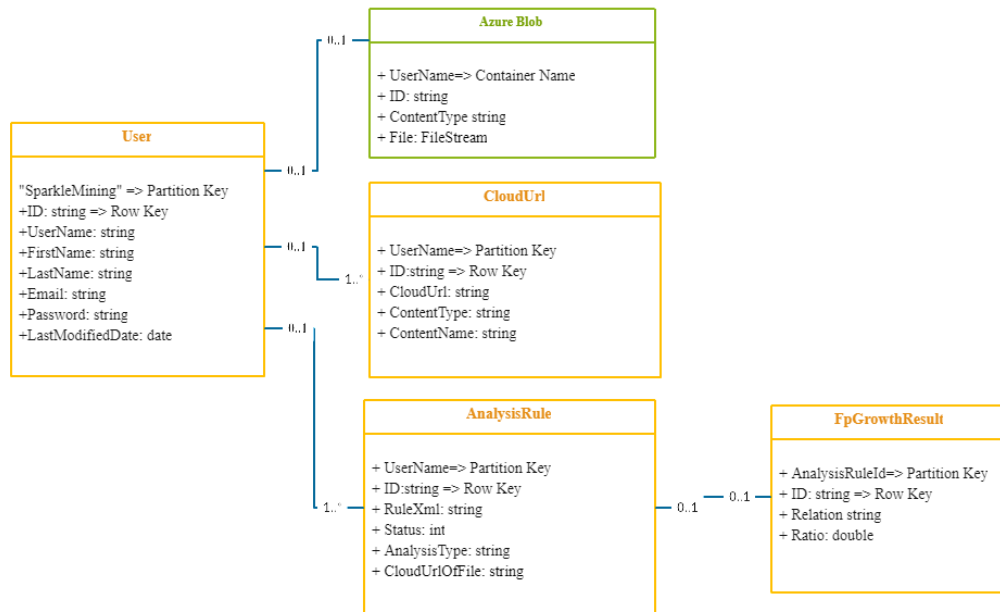 Azure Blob
+ UserName=> Container Name
+ ID: string
+ ContentType string
+ File: FileStream
0..1
0..1
User
"SparkleMining" => Partition Key
+ID: string => Row Key
+UserName: string
+FirstName: string
+LastName: string
+Email: string
+Password: string
+LastModifiedDate: date
0..1
1..*
CloudUrl
+ UserName=> Partition Key
+ ID:string => Row Key
+ CloudUrl: string
+ ContentType: string
+ ContentName: string
0..1
1..*
AnalysisRule
+ UserName=> Partition Key
+ ID:string => Row Key
+ RuleXml: string
+ Status: int
+ AnalysisType: string
+ CloudUrlOfFile: string
0..1
0..1
FpGrowthResult
+ AnalysisRuleId=> Partition Key
+ ID: string => Row Key
+ Relation string
+ Ratio: double